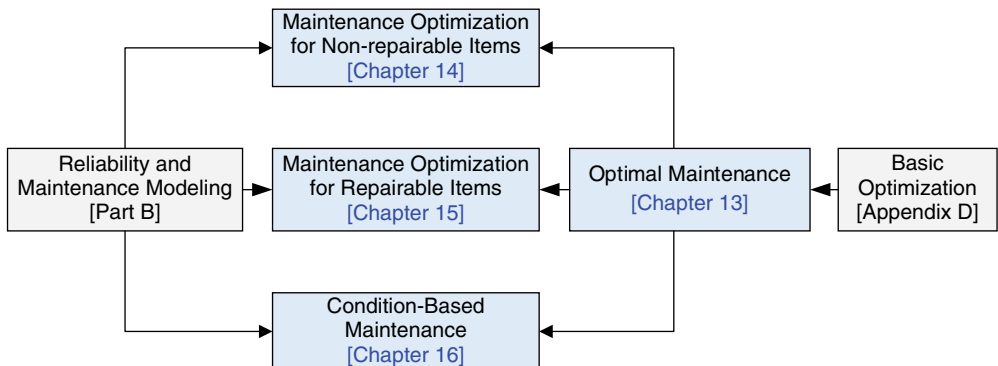 Maintenance Optimization
for Non-repairable Items
[Chapter 14]
Reliability and
Maintenance Modeling
[Part B]
Maintenance Optimization
for Repairable Items
[Chapter 15]
Optimal Maintenance
[Chapter 13]
Basic
Optimization
[Appendix D]
Condition-Based
Maintenance
[Chapter 16]